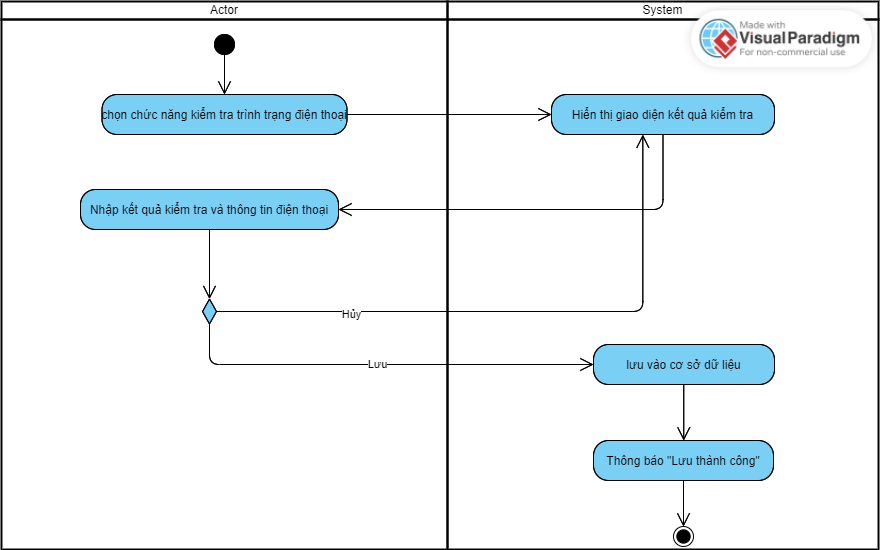 Actor
System
Made with
VisualParadigm
For non-commercial use
chọn chức năng kiểm tra trình trạng điện thoại
Hiển thị giao diện kết quả kiểm tra
Nhập kết quả kiểm tra và thông tin điện thoại
Hủy
Lưu
lưu vào cơ sở dữ liệu
Thông báo "Lưu thành công"